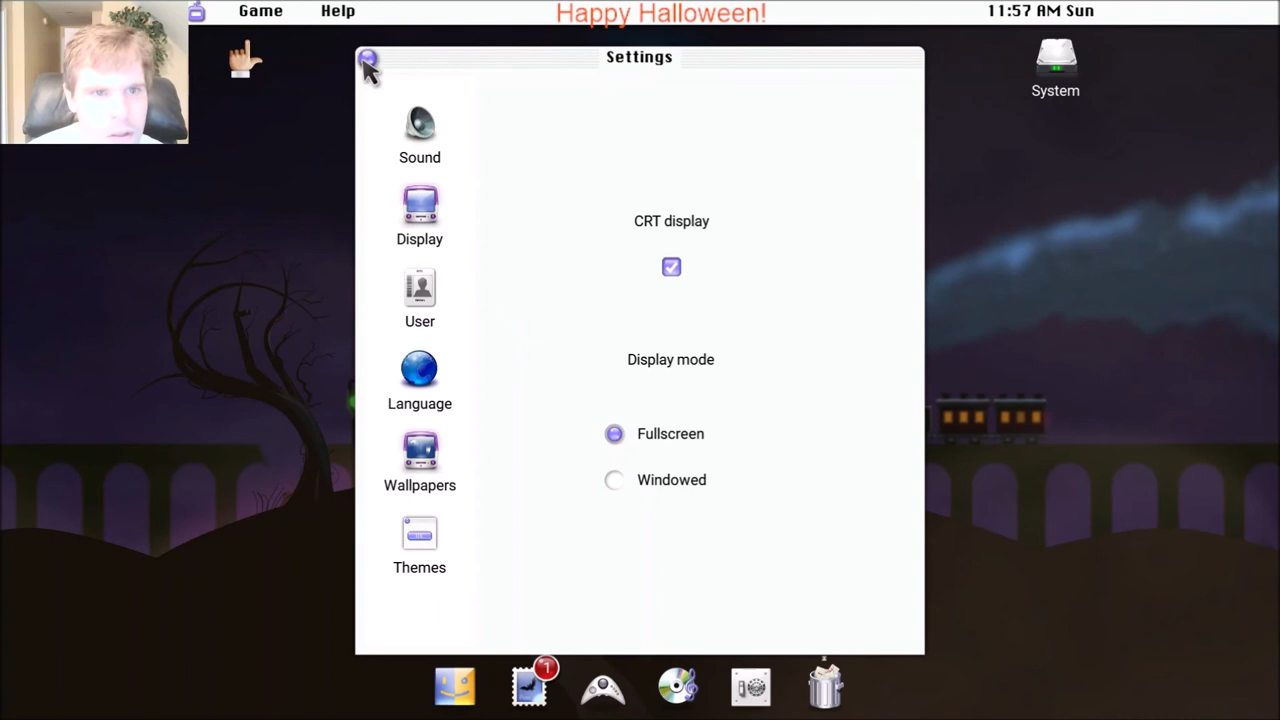 Game Help Happy Halloween! 11:57 AM Sun
Settings
System
Sound
Display
User
Language
Wallpapers
Themes
CRT display
Display mode
Fullscreen
Windowed
1